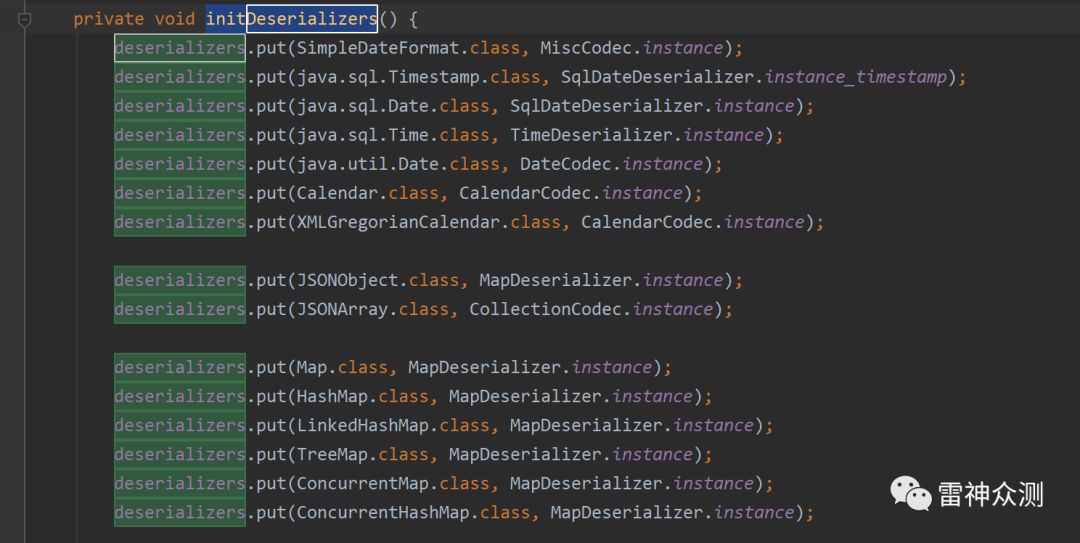 private void initDeserializers() {
deserializers.put(SimpleDateFormat.class, MiscCodec.instance);
deserializers.put(java.sql.Timestamp.class, SqlDateDeserializer.instance_timestamp);
deserializers.put(java.sql.Date.class, SqlDateDeserializer.instance);
deserializers.put(java.sql.Time.class, TimeDeserializer.instance);
deserializers.put(java.util.Date.class, DateCodec.instance);
deserializers.put(Calendar.class, CalendarCodec.instance);
deserializers.put(XMLGregorianCalendar.class, CalendarCodec.instance);
deserializers.put(JSONObject.class, MapDeserializer.instance);
deserializers.put(JSONArray.class, CollectionCodec.instance);
deserializers.put(Map.class, MapDeserializer.instance);
deserializers.put(HashMap.class, MapDeserializer.instance);
deserializers.put(LinkedHashMap.class, MapDeserializer.instance);
deserializers.put(TreeMap.class, MapDeserializer.instance);
deserializers.put(ConcurrentMap.class, MapDeserializer.instance);
deserializers.put(ConcurrentHashMap.class, MapDeserializer.instance);
雷神众测